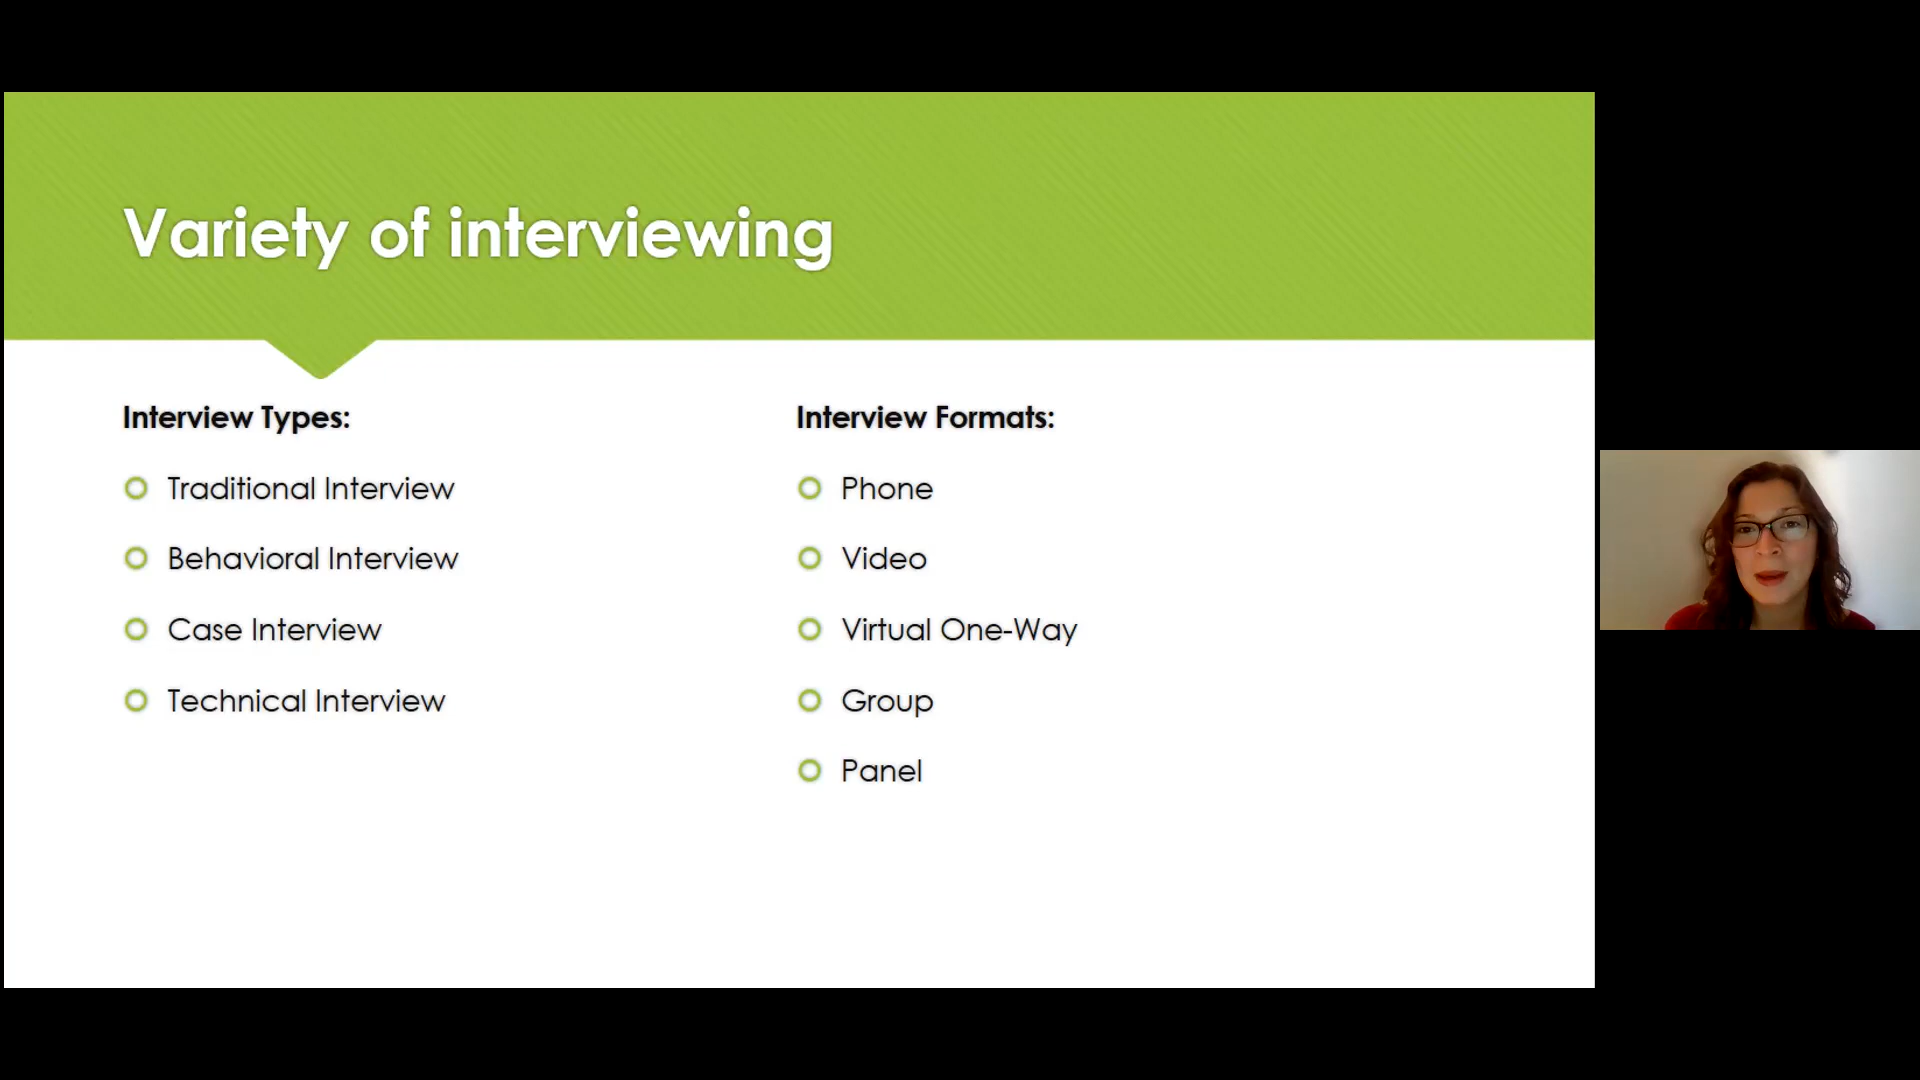 Variety of interviewing
Interview Types:
Traditional Interview
Behavioral Interview
Case Interview
Technical Interview
Interview Formats:
Phone
Video
Virtual One-Way
Group
Panel